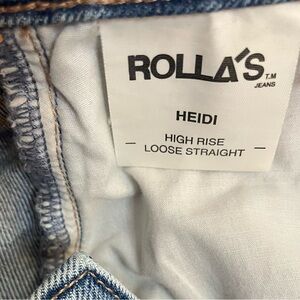 ROLLA'S T.M
JEANS
HEIDI
HIGH RISE
- LOOSE STRAIGHT -